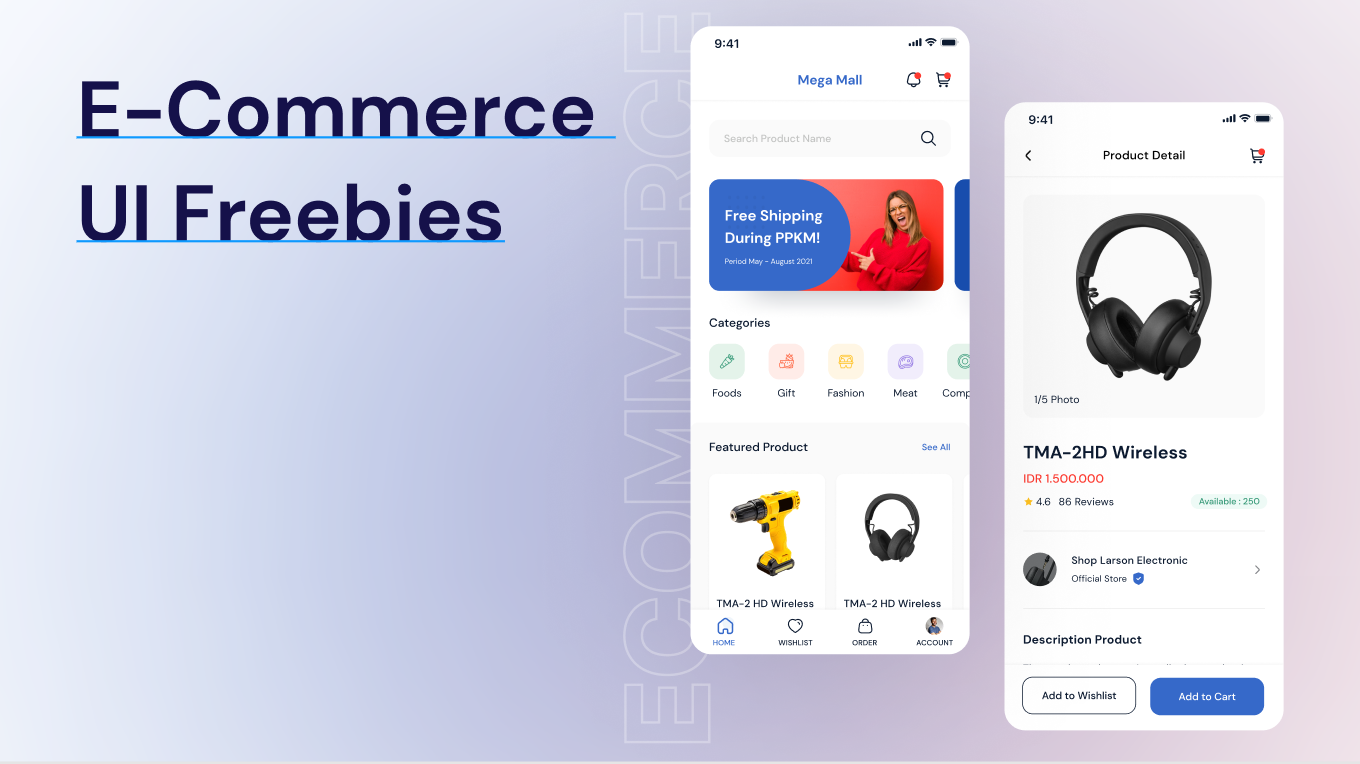 E-Commerce
UI Freebies
ECOMMERCE
9:41
Mega Mall
Search Product Name
Free Shipping
During PPKM!
Period May - August 2021
Categories
Foods Gift Fashion Meat Comp
Featured Product See All
TMA-2 HD Wireless TMA-2 HD Wireless
HOME WISHLIST ORDER ACCOUNT
9:41
Product Detail
1/5 Photo
TMA-2HD Wireless
IDR 1.500.000
4.6 86 Reviews Available : 250
Shop Larson Electronic
Official Store
Description Product
Add to Wishlist Add to Cart